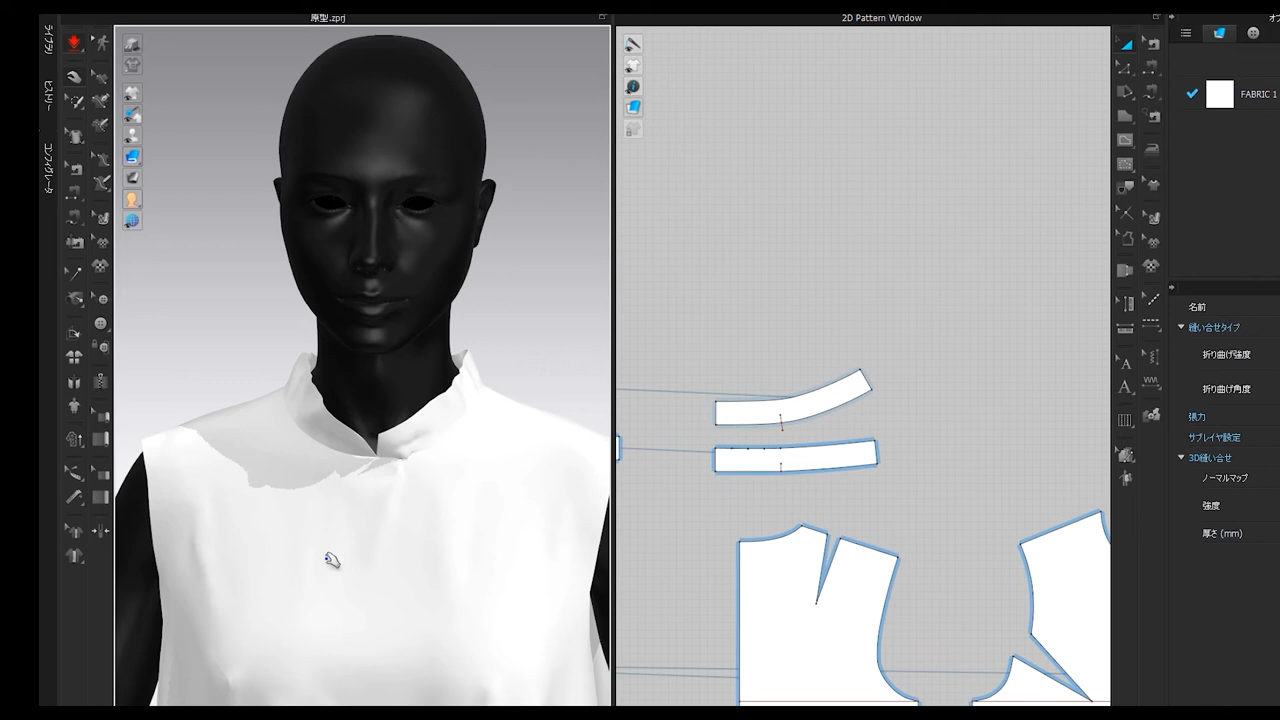 原型.zprj
2D Pattern Window
オ
ライブラリ
ヒストリー
コンフィグレータ
FABRIC 1
名前
縫い合せタイプ
折り曲げ強度
折り曲げ角度
張力
サブレイヤ設定
3D縫い合せ
ノーマルマップ
強度
厚さ (mm)
A
A